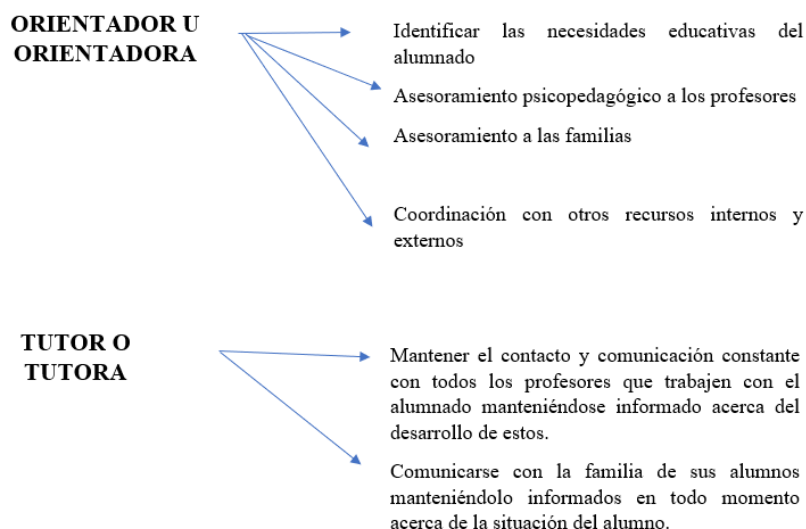 ORIENTADOR U
ORIENTADORA
Identificar las necesidades educativas del
alumnado
Asesoramiento psicopedagógico a los profesores
Asesoramiento a las familias
Coordinación con otros recursos internos y
externos
TUTOR O
TUTORA
Mantener el contacto y comunicación constante
con todos los profesores que trabajen con el
alumnado manteniéndose informado acerca del
desarrollo de estos.
Comunicarse con la familia de sus alumnos
manteniéndolo informados en todo momento
acerca de la situación del alumno.